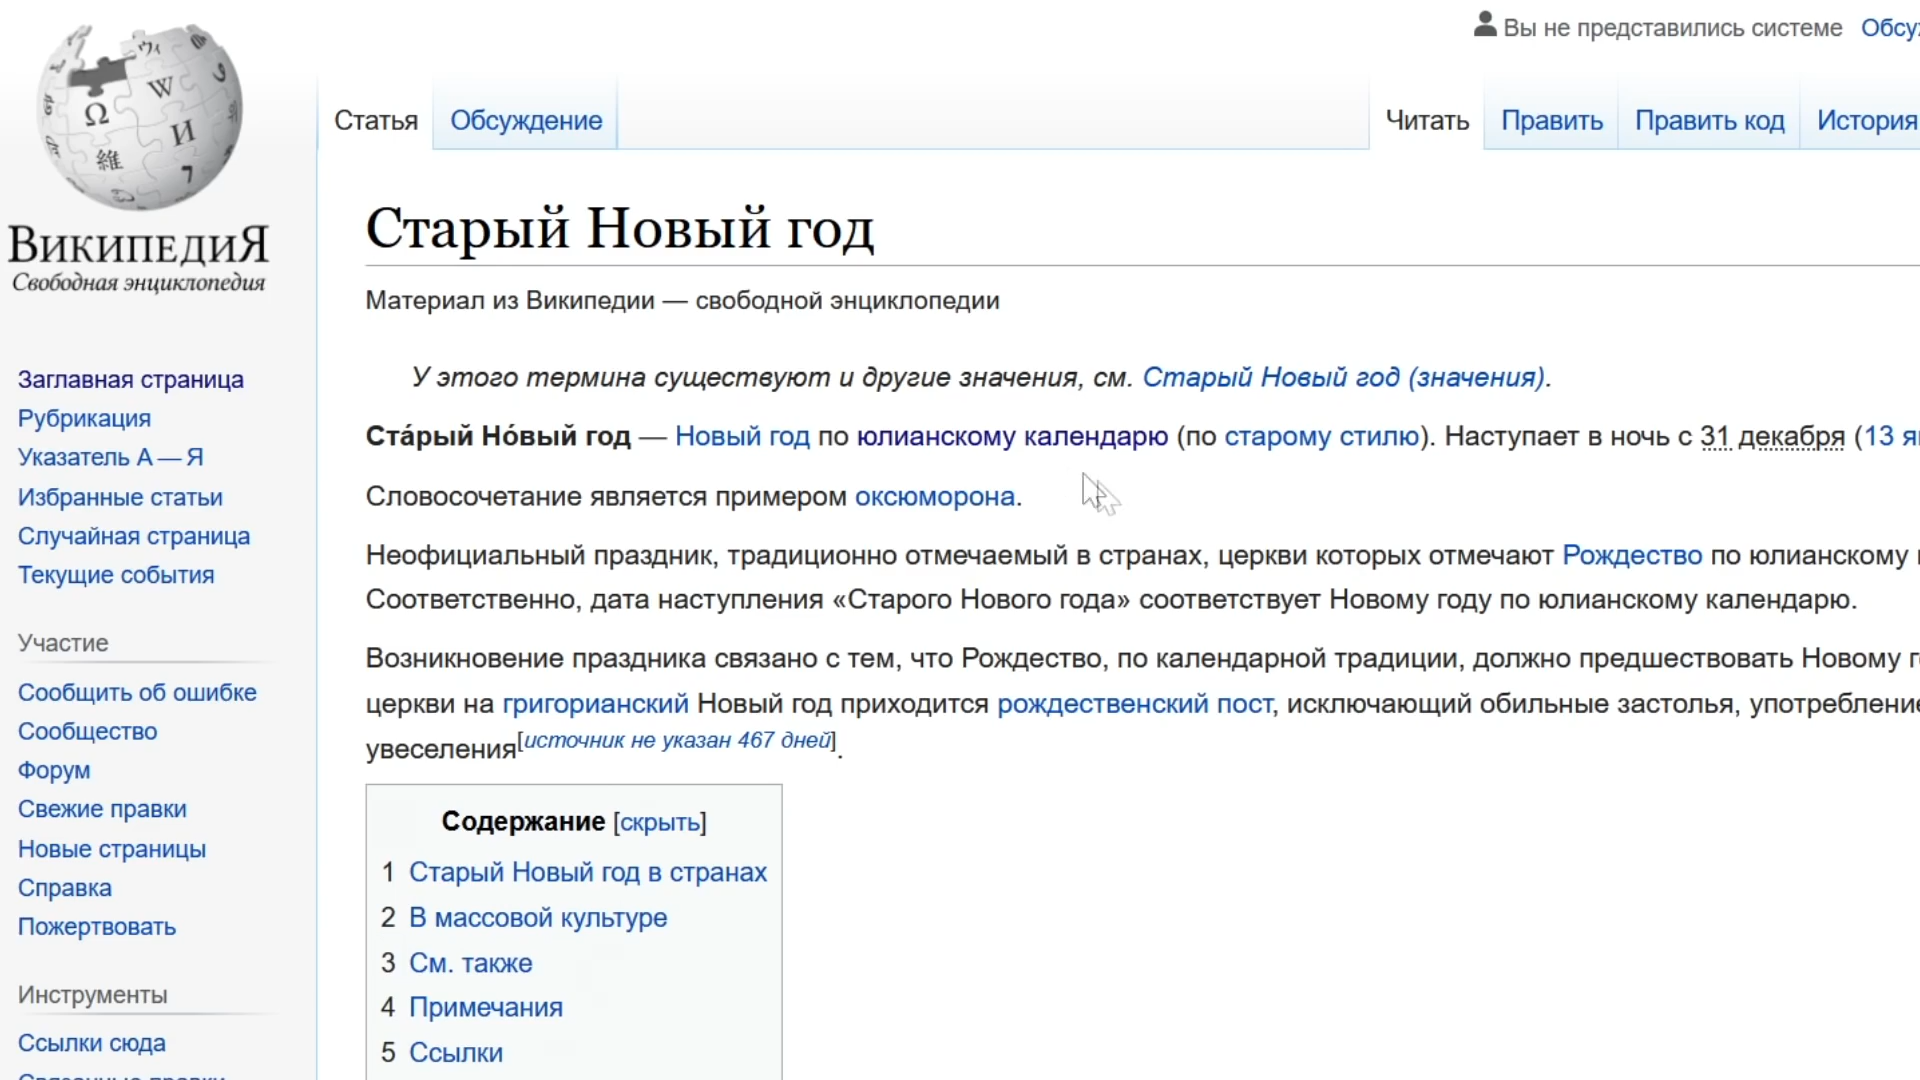 Вы не представились системе
Статья Обсуждение Читать Править Править код История
ВикипедиЯ
Свободная энциклопедия
Старый Новый год
Материал из Википедии — свободной энциклопедии
У этого термина существуют и другие значения, см. Старый Новый год (значения).
Ста́рый Но́вый год — Новый год по юлианскому календарю (по старому стилю). Наступает в ночь с 31 декабря (13
Словосочетание является примером оксюморона.
Неофициальный праздник, традиционно отмечаемый в странах, церкви которых отмечают Рождество по юлианскому
Соответственно, дата наступления «Старого Нового года» соответствует Новому году по юлианскому календарю.
Возникновение праздника связано с тем, что Рождество, по календарной традиции, должно предшествовать Новому
церкви на григорианский Новый год приходится рождественский пост, исключающий обильные застолья, употребление
увеселения[источник не указан 467 дней].
Содержание [скрыть]
1 Старый Новый год в странах
2 В массовой культуре
3 См. также
4 Примечания
5 Ссылки
Заглавная страница
Рубрикация
Указатель А — Я
Избранные статьи
Случайная страница
Текущие события
Участие
Сообщить об ошибке
Сообщество
Форум
Свежие правки
Новые страницы
Справка
Пожертвовать
Инструменты
Ссылки сюда